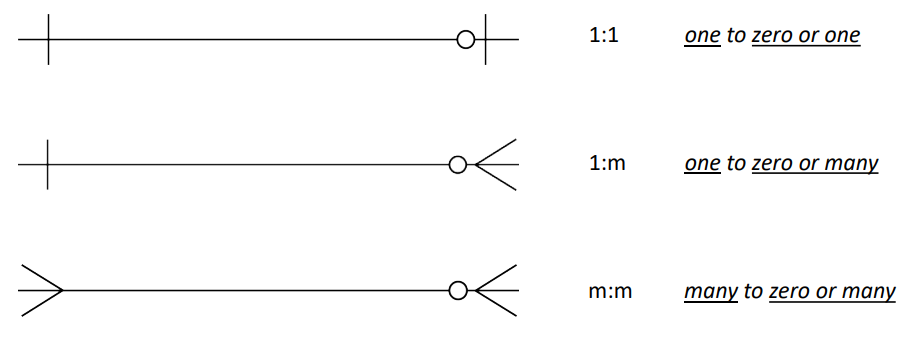 1:1 one to zero or one
1:m one to zero or many
m:m many to zero or many